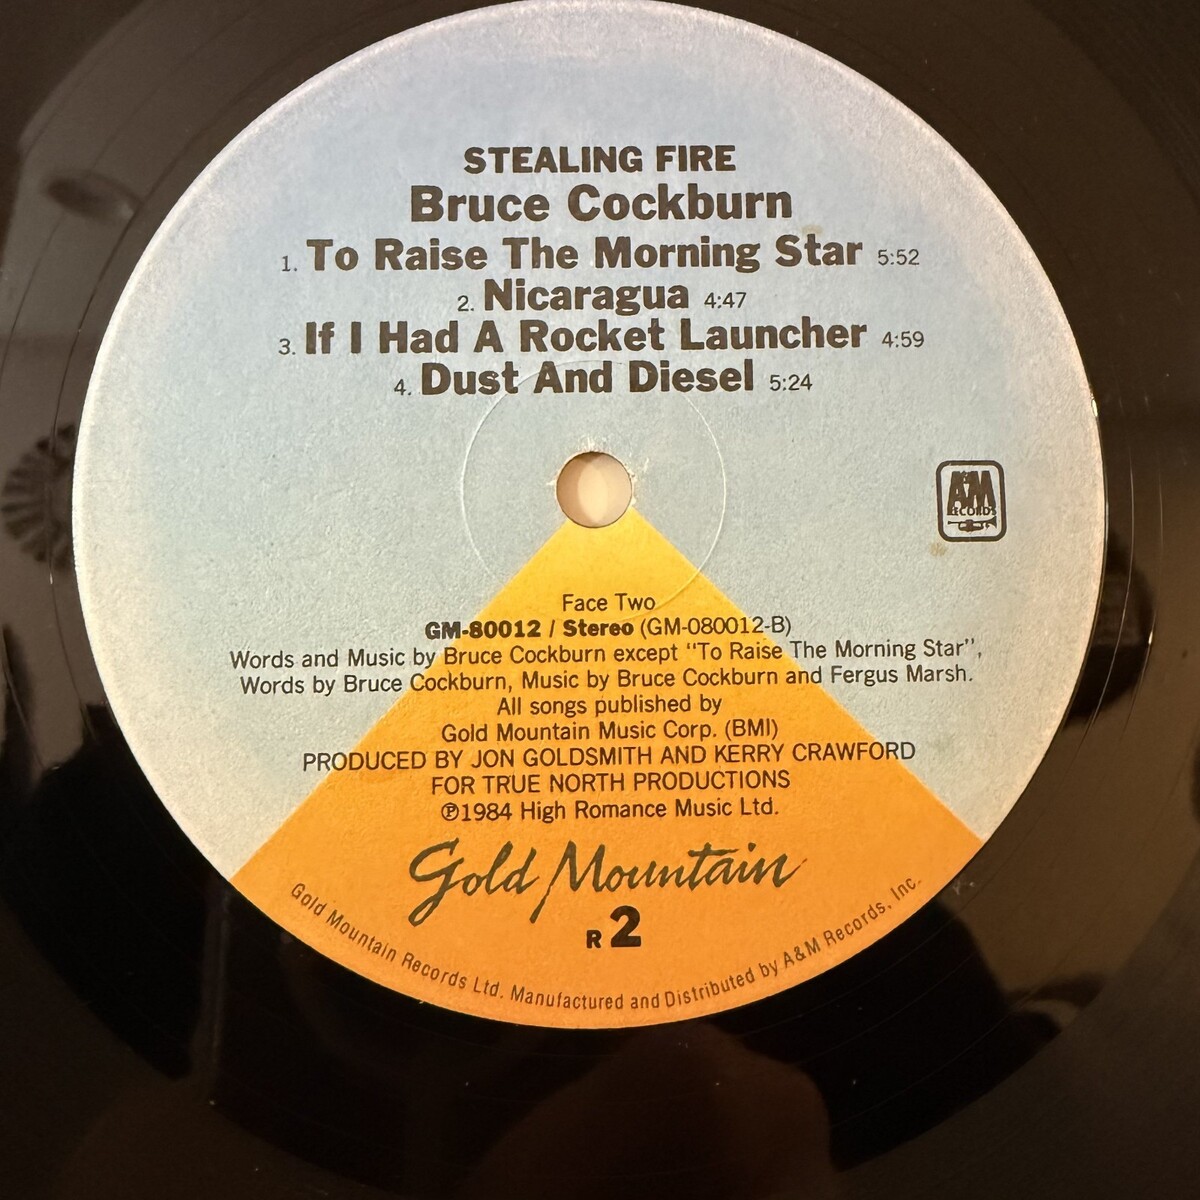 STEALING FIRE
Bruce Cockburn
1. To Raise The Morning Star 5:52
2. Nicaragua 4:47
3. If I Had A Rocket Launcher 4:59
4. Dust And Diesel 5:24
A&M
RECORDS
Face Two
GM-80012 / Stereo (GM-080012-B)
Words and Music by Bruce Cockburn except "To Raise The Morning Star",
Words by Bruce Cockburn, Music by Bruce Cockburn and Fergus Marsh.
All songs published by
Gold Mountain Music Corp. (BMI)
PRODUCED BY JON GOLDSMITH AND KERRY CRAWFORD
FOR TRUE NORTH PRODUCTIONS
℗1984 High Romance Music Ltd.
Gold Mountain
R 2
Gold Mountain Records Ltd. Manufactured and Distributed by A&M Records, Inc.